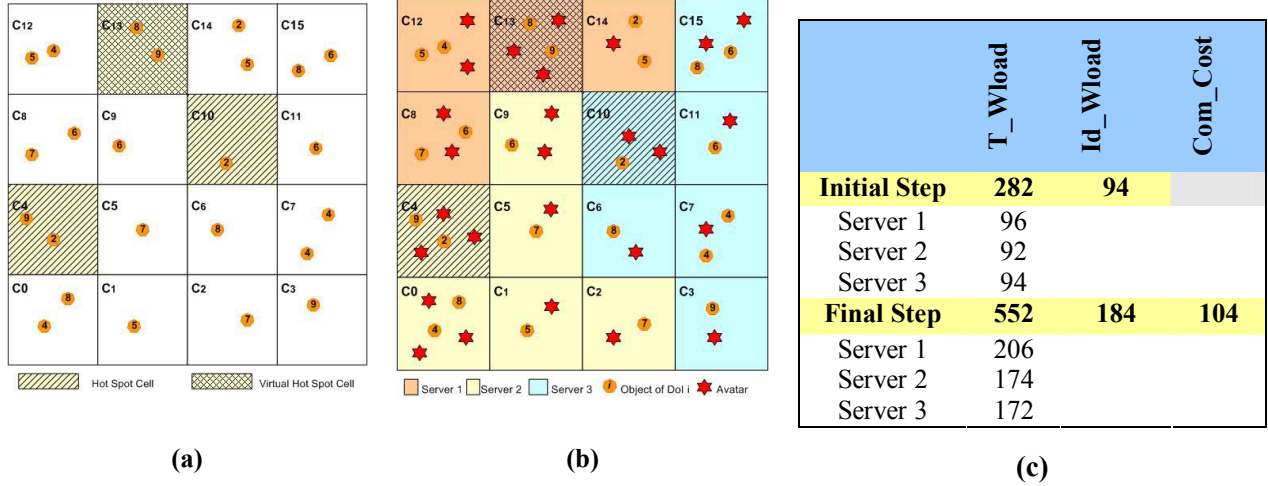 C12 C13 C14 C15
8 2
5 4 9 5 8 6
C8 C9 C10 C11
7 6 6 2 6
C4 C5 C6 C7
9 2 7 8 4 4
C0 C1 C2 C3
4 8 5 7 9
Hot Spot Cell Virtual Hot Spot Cell
(a)
C12 C13 C14 C15
8 2
5 4 9 5 8 6
C8 C9 C10 C11
7 6 6 2 6
C4 C5 C6 C7
9 2 7 8 4 4
C0 C1 C2 C3
4 8 5 7 9
Server 1 Server 2 Server 3 i Object of DoI i Avatar
(b)
T_Wload Id_Wload Com_Cost
Initial Step 282 94
Server 1 96
Server 2 92
Server 3 94
Final Step 552 184 104
Server 1 206
Server 2 174
Server 3 172
(c)